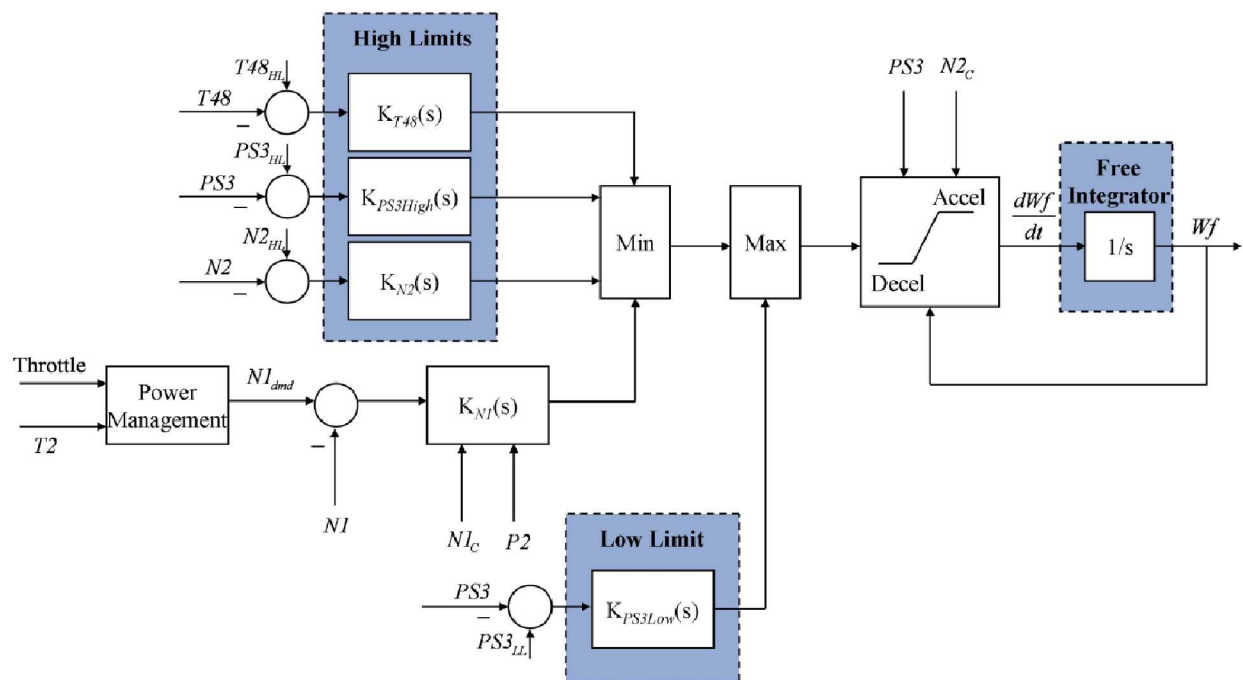 High Limits
T48HL
T48
−
KT48(s)
PS3HL
PS3
−
KPS3High(s)
N2HL
N2
−
KN2(s)
Min
Max
PS3
N2C
Accel
Decel
dWf
dt
Free
Integrator
1/s
Wf
Throttle
T2
Power
Management
N1dmd
−
N1
KN1(s)
N1C
P2
Low Limit
PS3
−
PS3LL
KPS3Low(s)